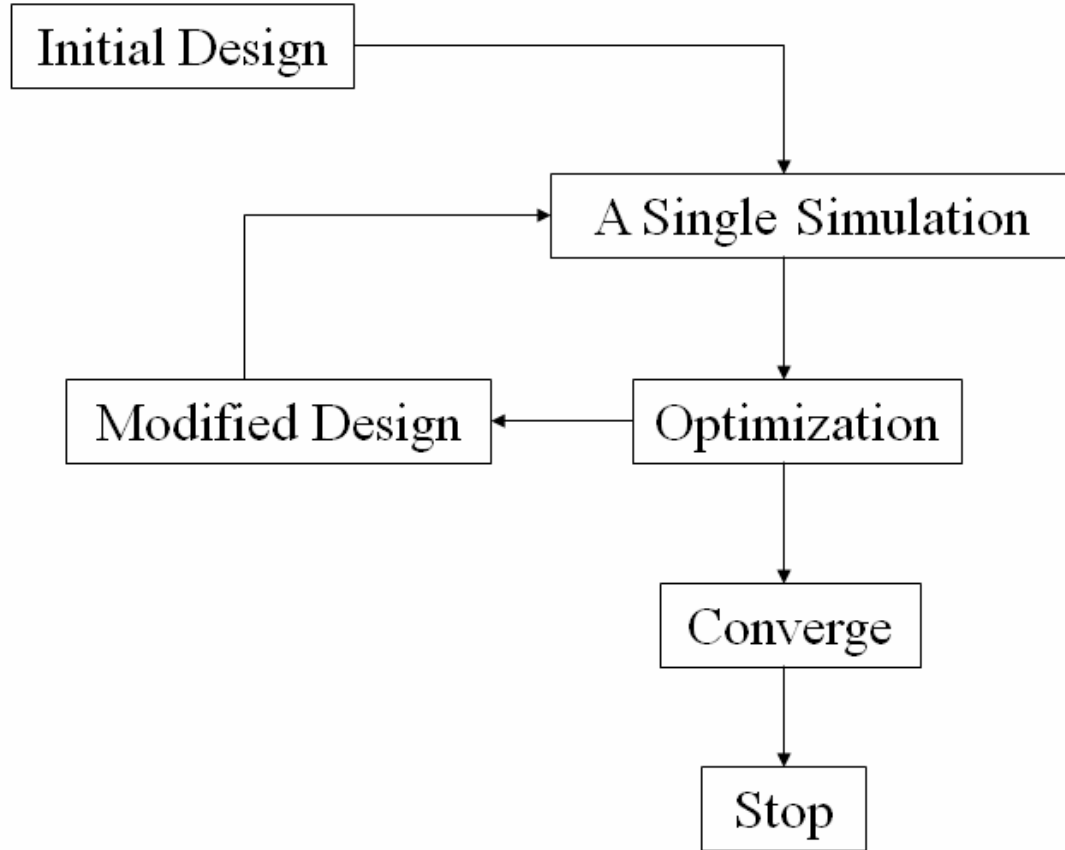 Initial Design
A Single Simulation
Modified Design
Optimization
Converge
Stop